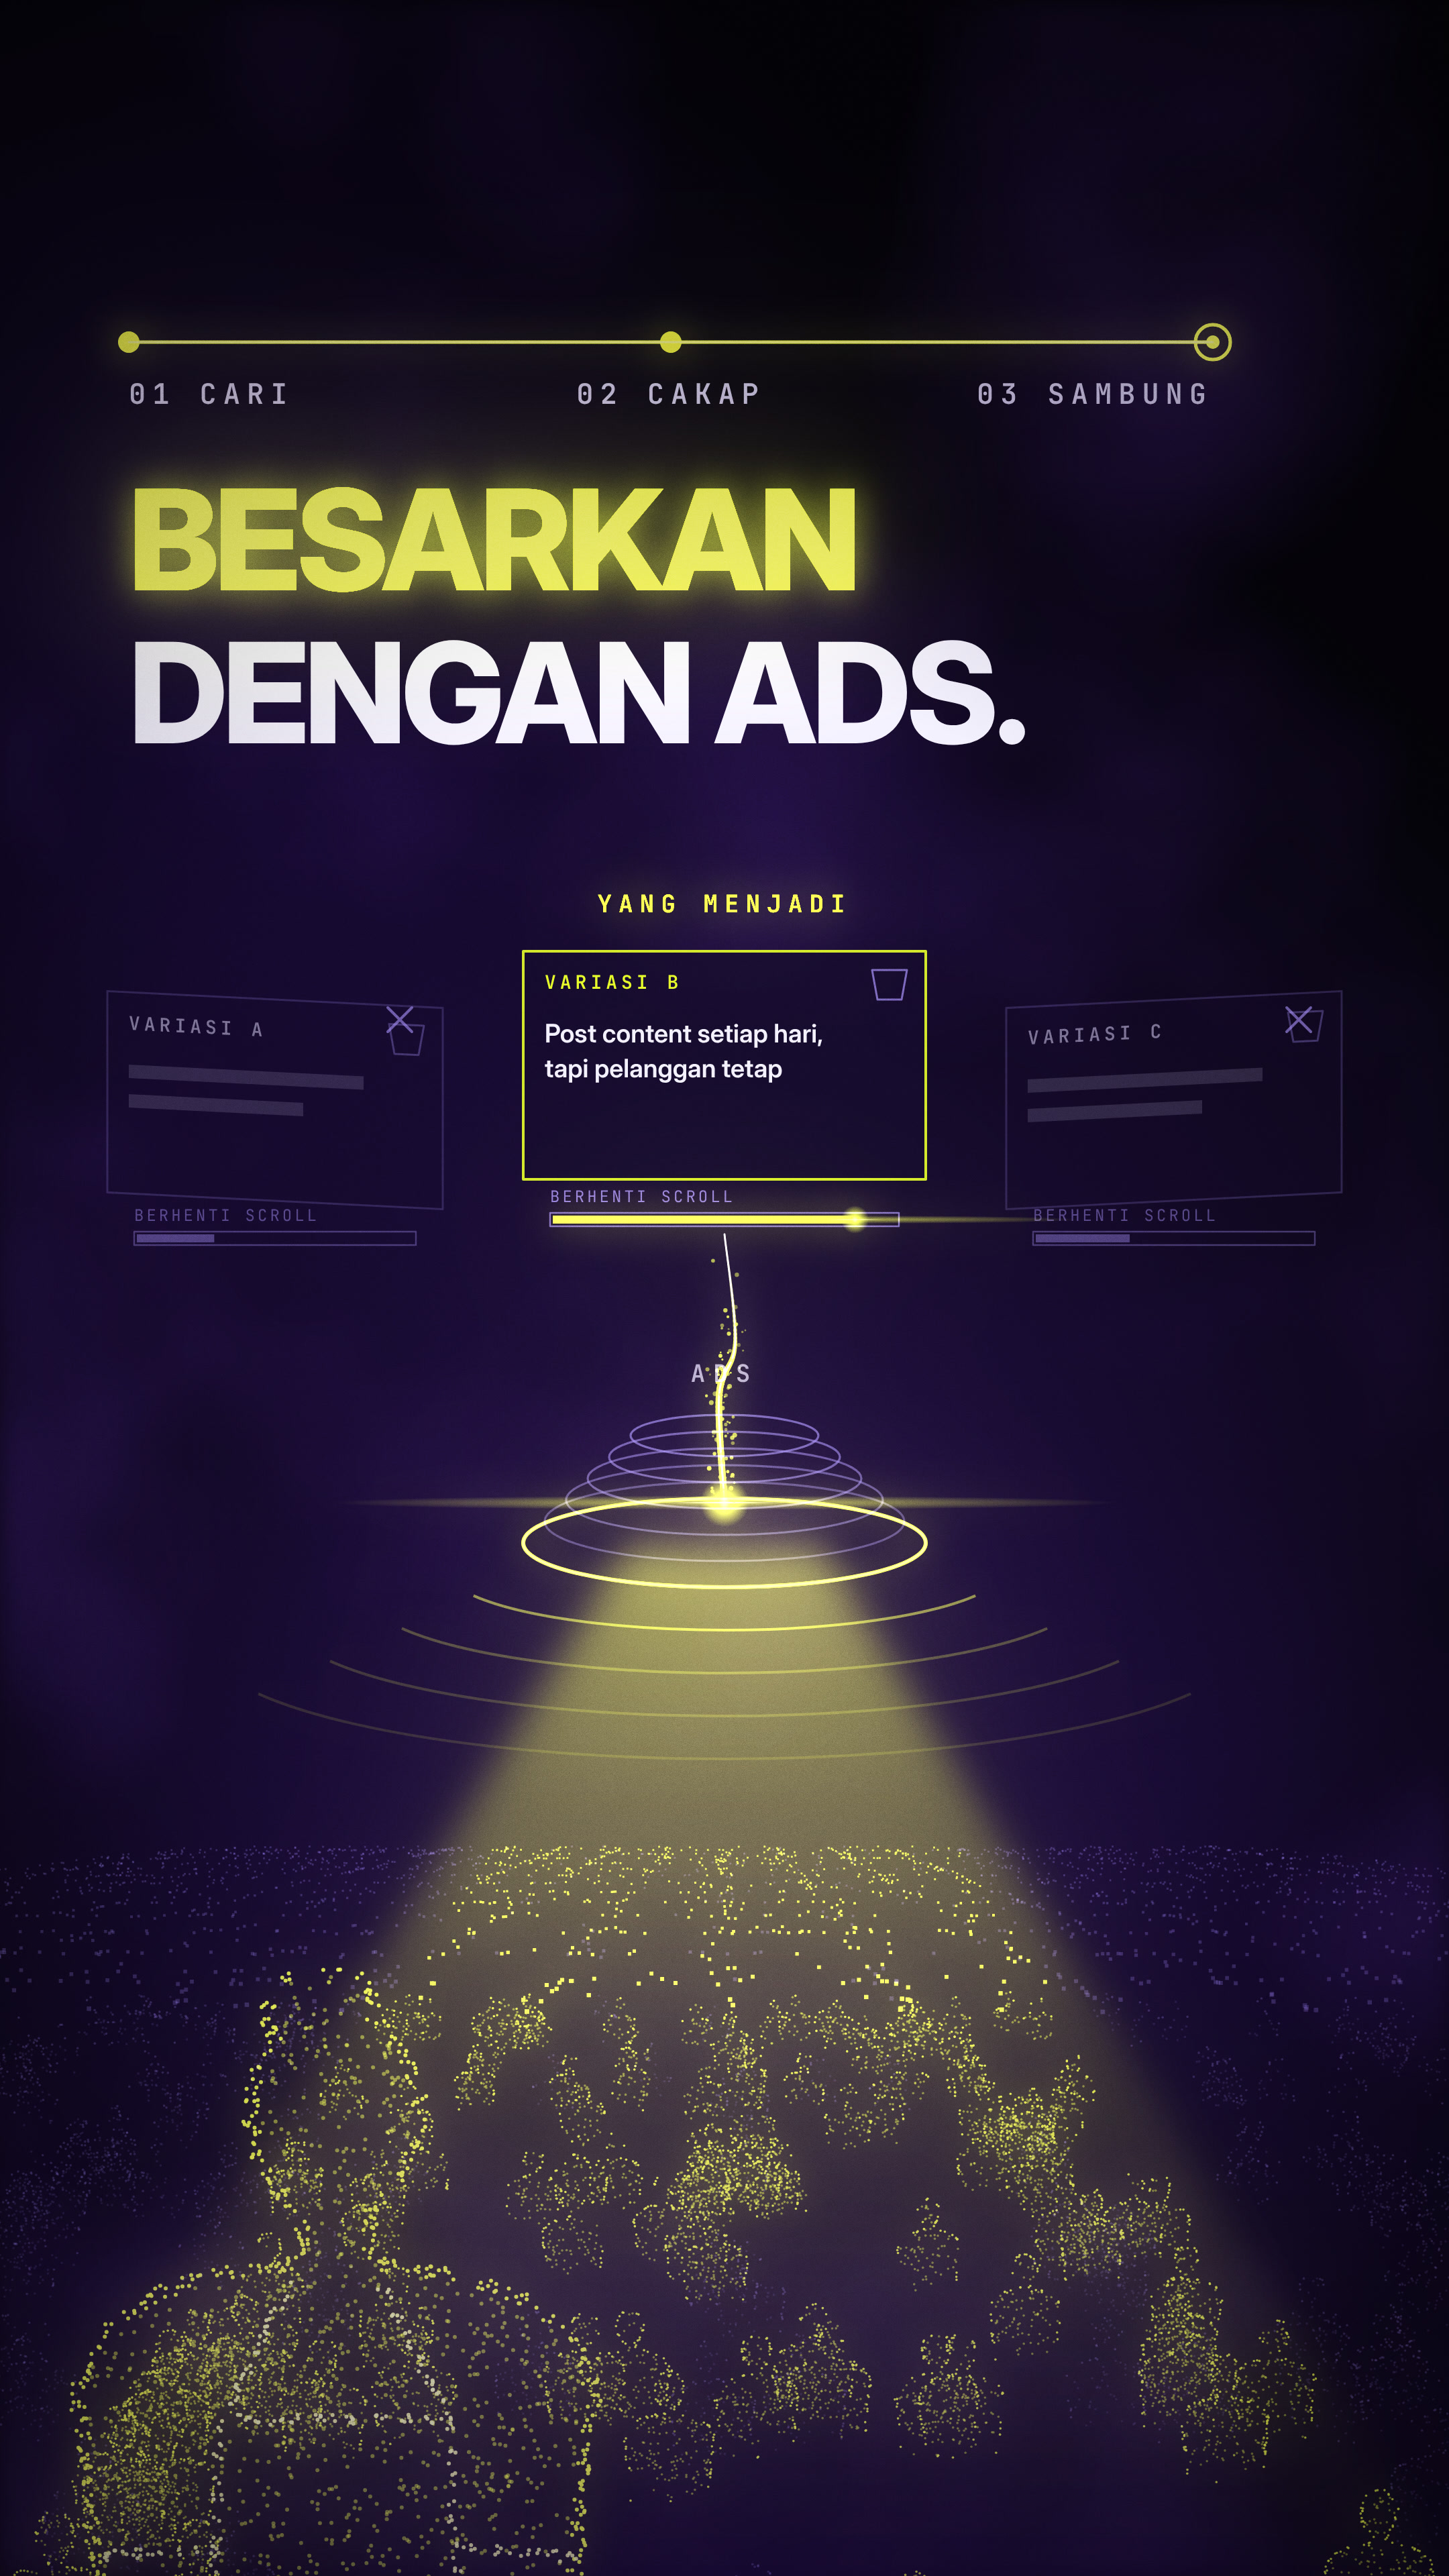 01 CARI
02 CAKAP
03 SAMBUNG
BESARKAN
DENGAN ADS.
YANG MENJADI
VARIASI A
BERHENTI SCROLL
VARIASI B
Post content setiap hari,
tapi pelanggan tetap
BERHENTI SCROLL
VARIASI C
BERHENTI SCROLL
ADS